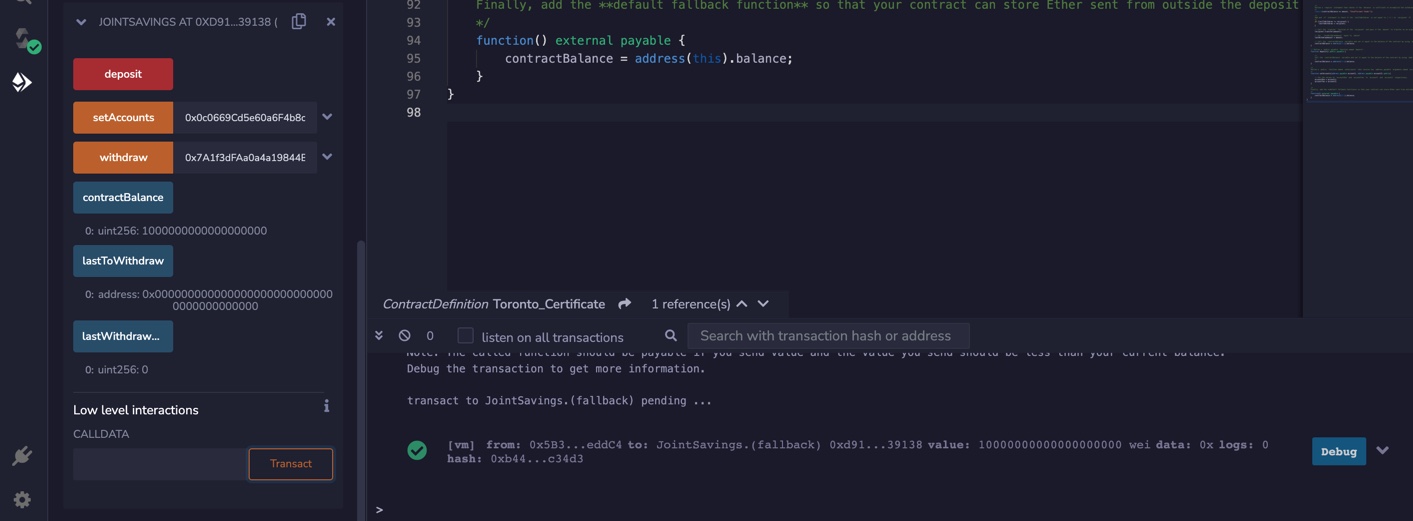 JOINTSAVINGS AT 0XD91...39138 (
deposit
setAccounts 0x0c0669Cd5e60a6F4b8c
withdraw 0x7A1f3dFAa0a4a19844E
contractBalance
0: uint256: 1000000000000000000
lastToWithdraw
0: address: 0x000000000000000000000000000
0000000000000
lastWithdraw...
0: uint256: 0
Low level interactions
CALLDATA
Transact
92 Finally, add the **default fallback function** so that your contract can store Ether sent from outside the deposit
93 */
94 function() external payable {
95 contractBalance = address(this).balance;
96 }
97 }
98
ContractDefinition Toronto_Certificate 1 reference(s)
0 listen on all transactions Search with transaction hash or address
Note: The called function should be payable if you send value and the value you send should be less than your current balance.
Debug the transaction to get more information.
transact to JointSavings.(fallback) pending ...
[vm] from: 0x5B3...eddC4 to: JointSavings.(fallback) 0xd91...39138 value: 1000000000000000000 wei data: 0x logs: 0
hash: 0xb44...c34d3
Debug
>